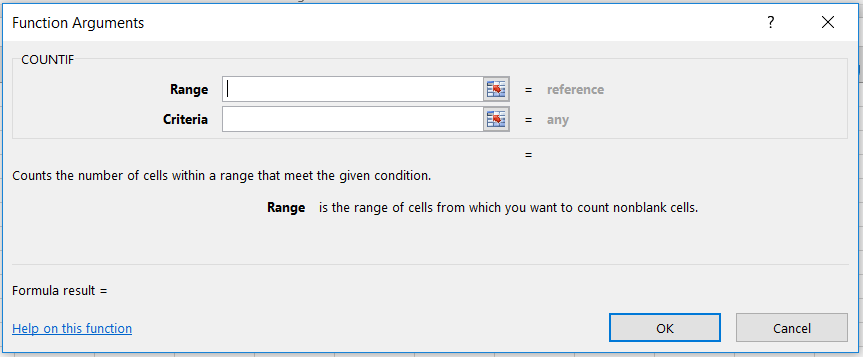 Function Arguments ?
COUNTIF
Range = reference
Criteria = any
=
Counts the number of cells within a range that meet the given condition.
Range is the range of cells from which you want to count nonblank cells.
Formula result =
Help on this function OK Cancel